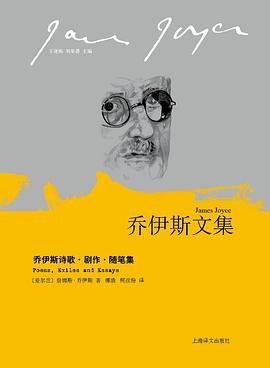 James Joyce
王逢振 刘象愚 主编
乔伊斯文集
James Joyce
乔伊斯诗歌·剧作·随笔集
Poems, Exiles and Essays
[爱尔兰] 詹姆斯·乔伊斯 著 傅浩 柯彦玢 译
上海译文出版社